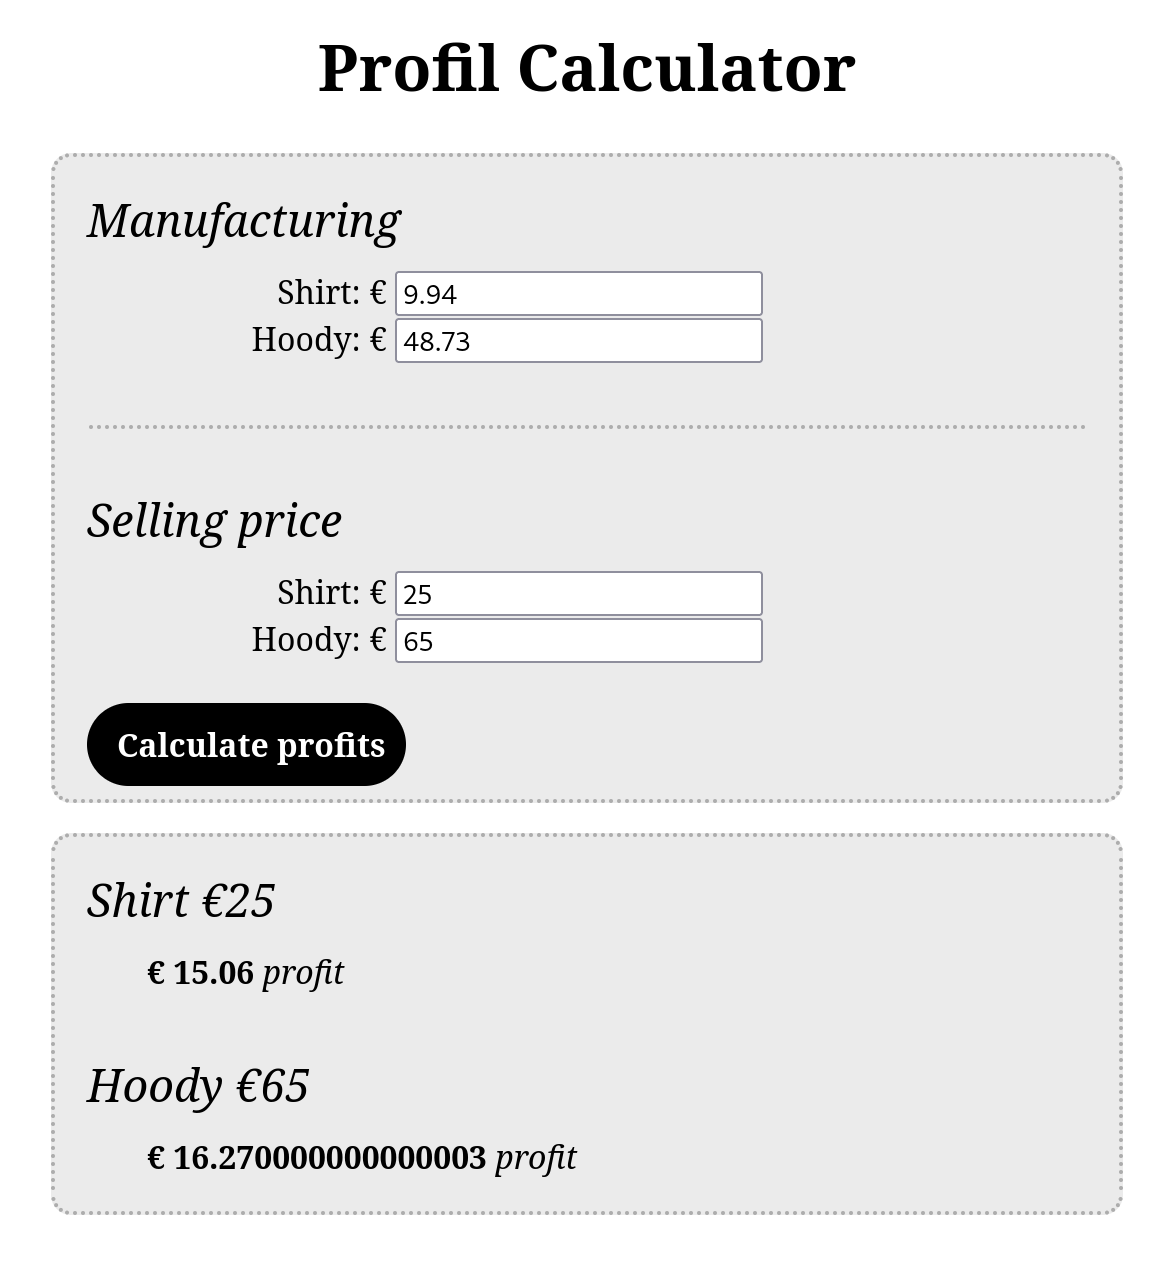 Profil Calculator
Manufacturing
Shirt: € 9.94
Hoody: € 48.73
Selling price
Shirt: € 25
Hoody: € 65
Calculate profits
Shirt €25
€ 15.06 profit
Hoody €65
€ 16.270000000000003 profit